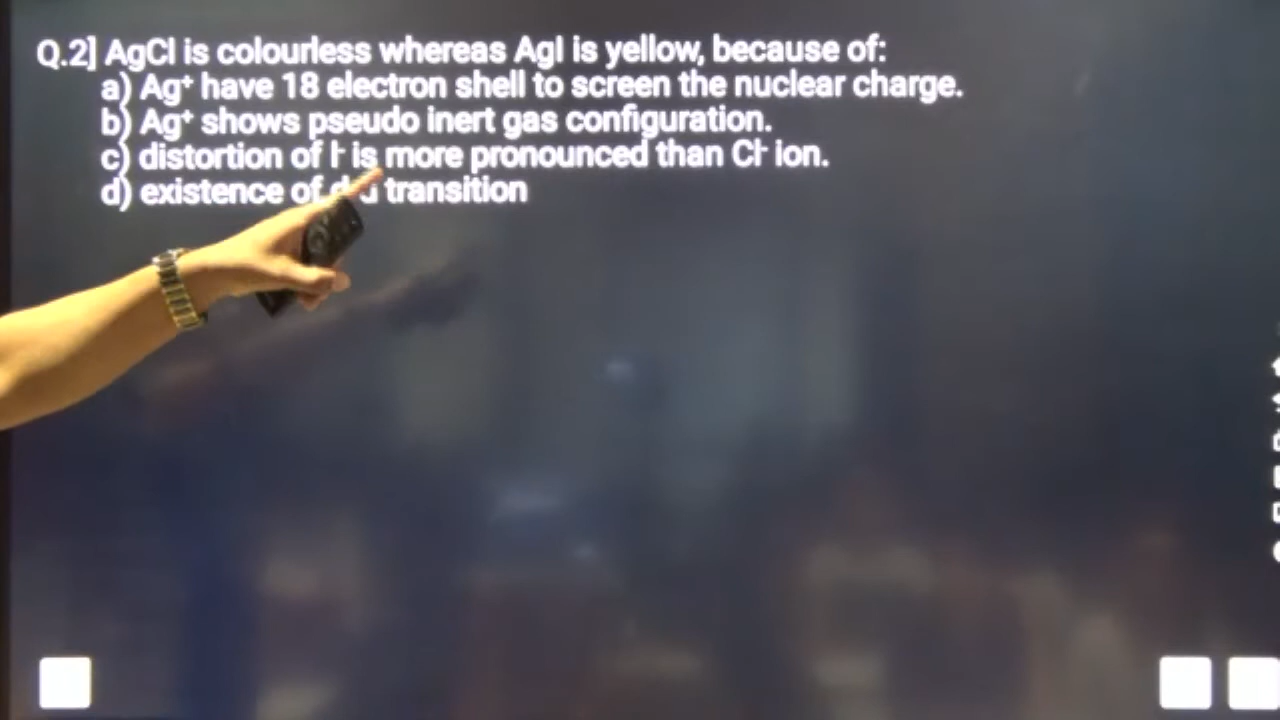 Q.2] AgCl is colourless whereas AgI is yellow, because of:
a) Ag⁺ have 18 electron shell to screen the nuclear charge.
b) Ag⁺ shows pseudo inert gas configuration.
c) distortion of I⁻ is more pronounced than Cl⁻ ion.
d) existence of d-d transition